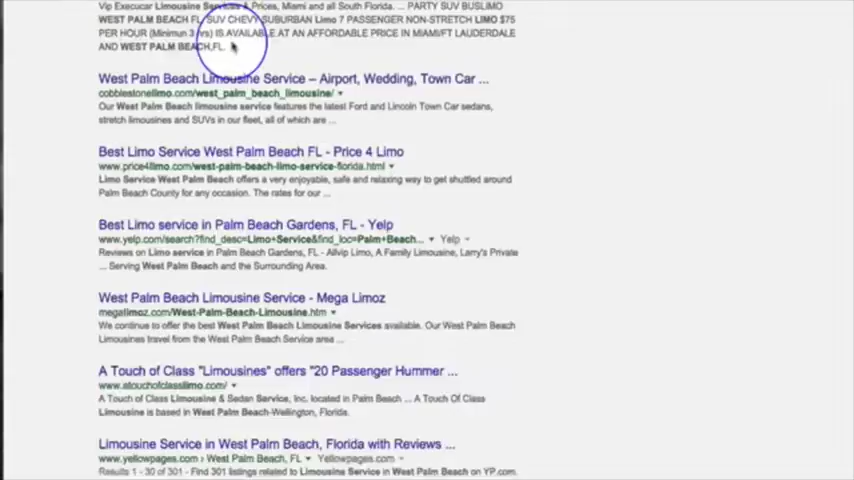 Vip Execucar Limousine Services & Prices, Miami and all South Florida. ... PARTY SUV BUSLIMO
WEST PALM BEACH FL, SUV CHEVY SUBURBAN Limo 7 PASSENGER NON-STRETCH LIMO $75
PER HOUR (Minimun 3 hrs) IS AVAILABLE AT AN AFFORDABLE PRICE IN MIAMI/FT LAUDERDALE
AND WEST PALM BEACH,FL.
West Palm Beach Limousine Service – Airport, Wedding, Town Car ...
cobblestonelimo.com/west_palm_beach_limousine/
Our West Palm Beach limousine service features the latest Ford and Lincoln Town Car sedans,
stretch limousines and SUVs in our fleet, all of which are ...
Best Limo Service West Palm Beach FL - Price 4 Limo
www.price4limo.com/west-palm-beach-limo-service-florida.html
Limo Service West Palm Beach offers a very enjoyable, safe and relaxing way to get shuttled around
Palm Beach County for any occasion. The rates for our ...
Best Limo service in Palm Beach Gardens, FL - Yelp
www.yelp.com/search?find_desc=Limo+Service&find_loc=Palm+Beach... Yelp
Reviews on Limo service in Palm Beach Gardens, FL - Allvip Limo, A Family Limousine, Larry's Private
... Serving West Palm Beach and the Surrounding Area.
West Palm Beach Limousine Service - Mega Limoz
megalimoz.com/West-Palm-Beach-Limousine.htm
We continue to offer the best West Palm Beach Limousine Services available. Our West Palm Beach
Limousines travel from the West Palm Beach Service area ...
A Touch of Class "Limousines" offers "20 Passenger Hummer ...
www.atouchofclasslimo.com/
A Touch of Class Limousine & Sedan Service, Inc. located in Palm Beach ... A Touch Of Class
Limousine is based in West Palm Beach-Wellington, Florida.
Limousine Service in West Palm Beach, Florida with Reviews ...
www.yellowpages.com › West Palm Beach, FL Yellowpages.com
Results 1 - 30 of 301 - Find 301 listings related to Limousine Service in West Palm Beach on YP.com.